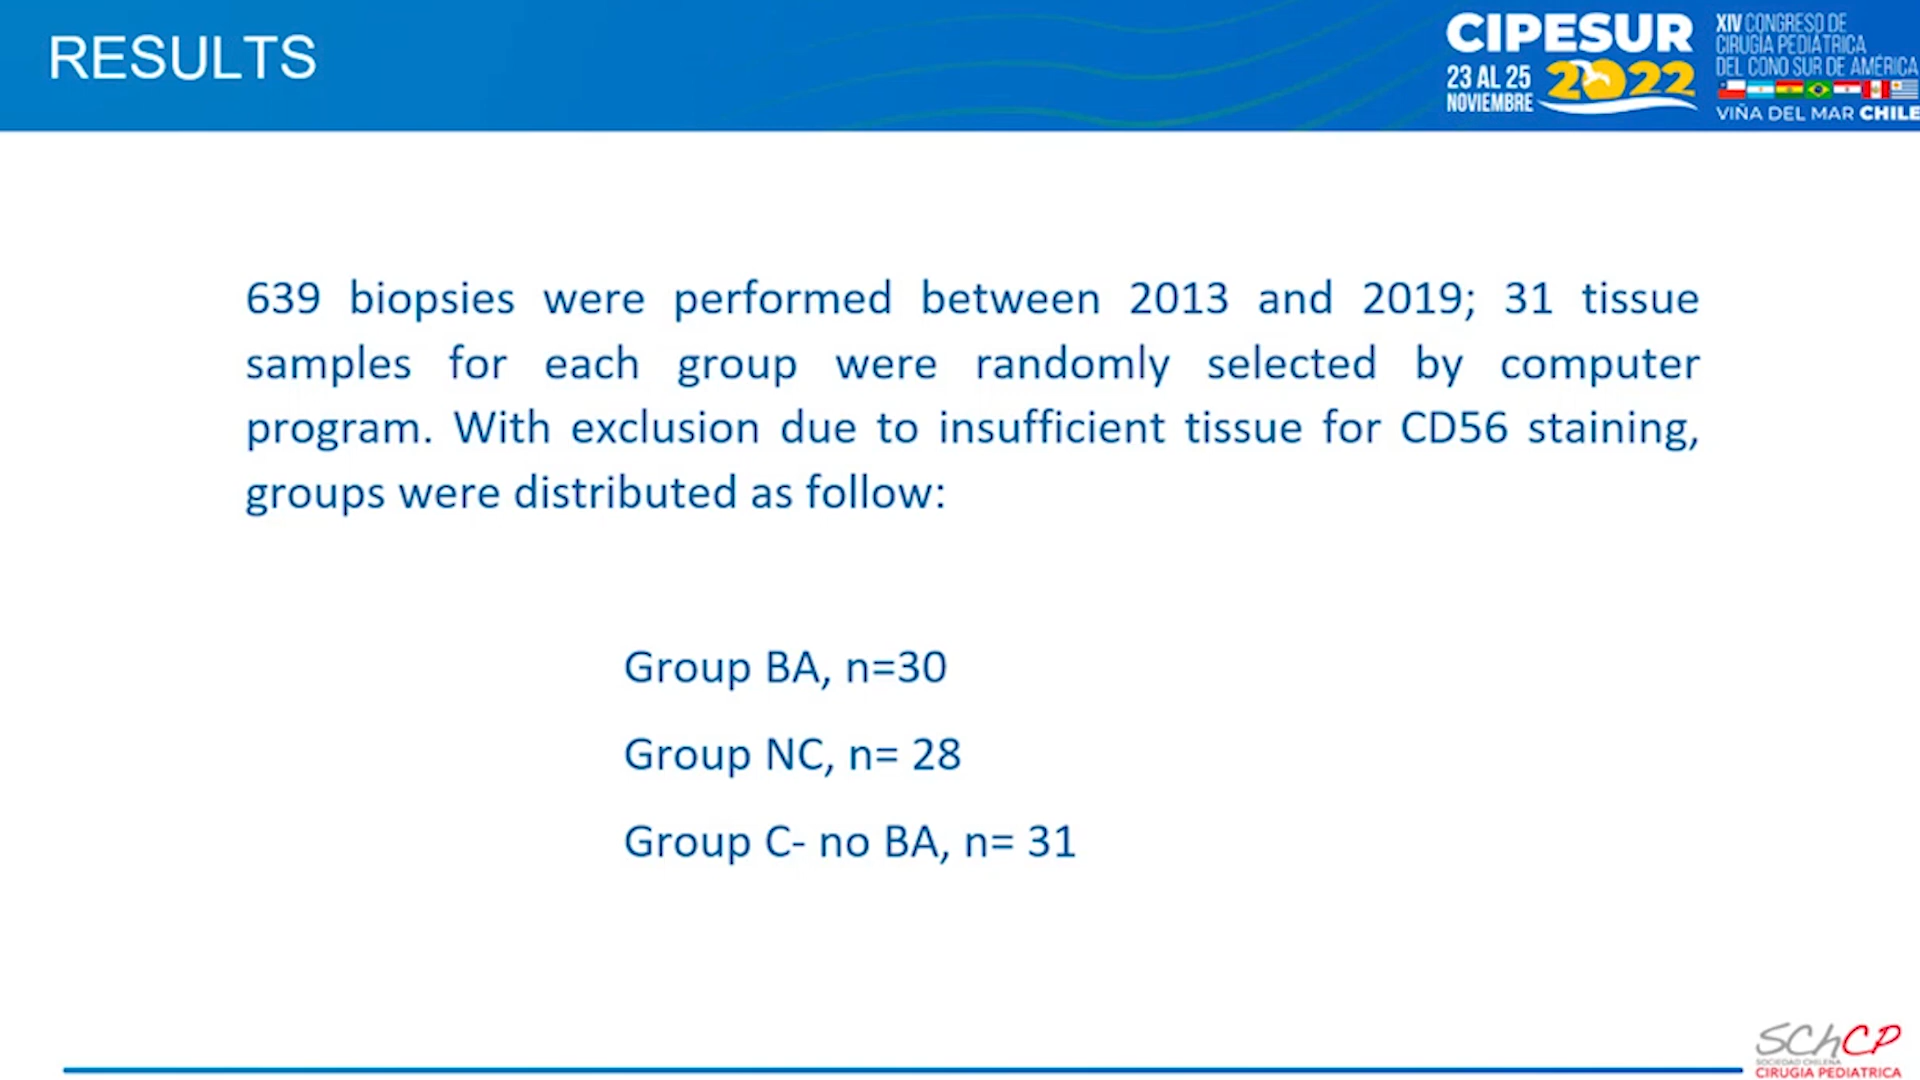 RESULTS
CIPESUR
23 AL 25
NOVIEMBRE
2022
XIV CONGRESO DE
CIRUGÍA PEDIÁTRICA
DEL CONO SUR DE AMÉRICA
VIÑA DEL MAR CHILE
639 biopsies were performed between 2013 and 2019; 31 tissue
samples for each group were randomly selected by computer
program. With exclusion due to insufficient tissue for CD56 staining,
groups were distributed as follow:
Group BA, n=30
Group NC, n= 28
Group C- no BA, n= 31
SChCP
SOCIEDAD CHILENA
CIRUGIA PEDIATRICA